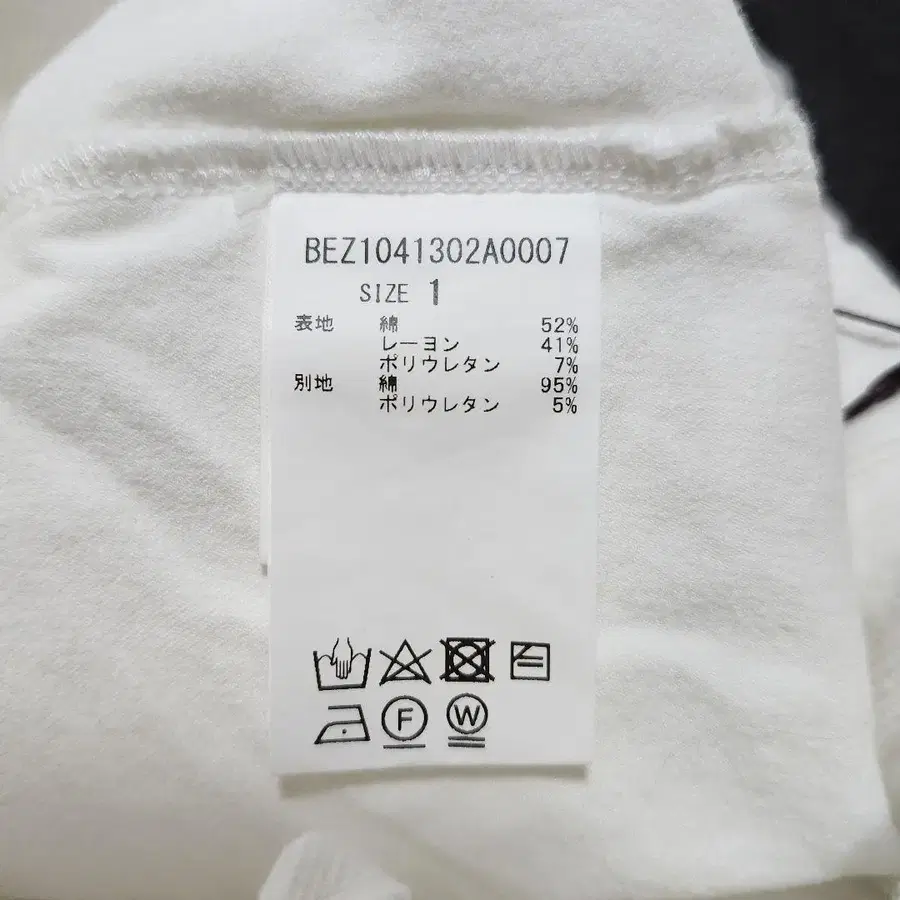 BEZ1041302A0007
SIZE 1
表地 綿 52%
レーヨン 41%
ポリウレタン 7%
別地 綿 95%
ポリウレタン 5%
F W